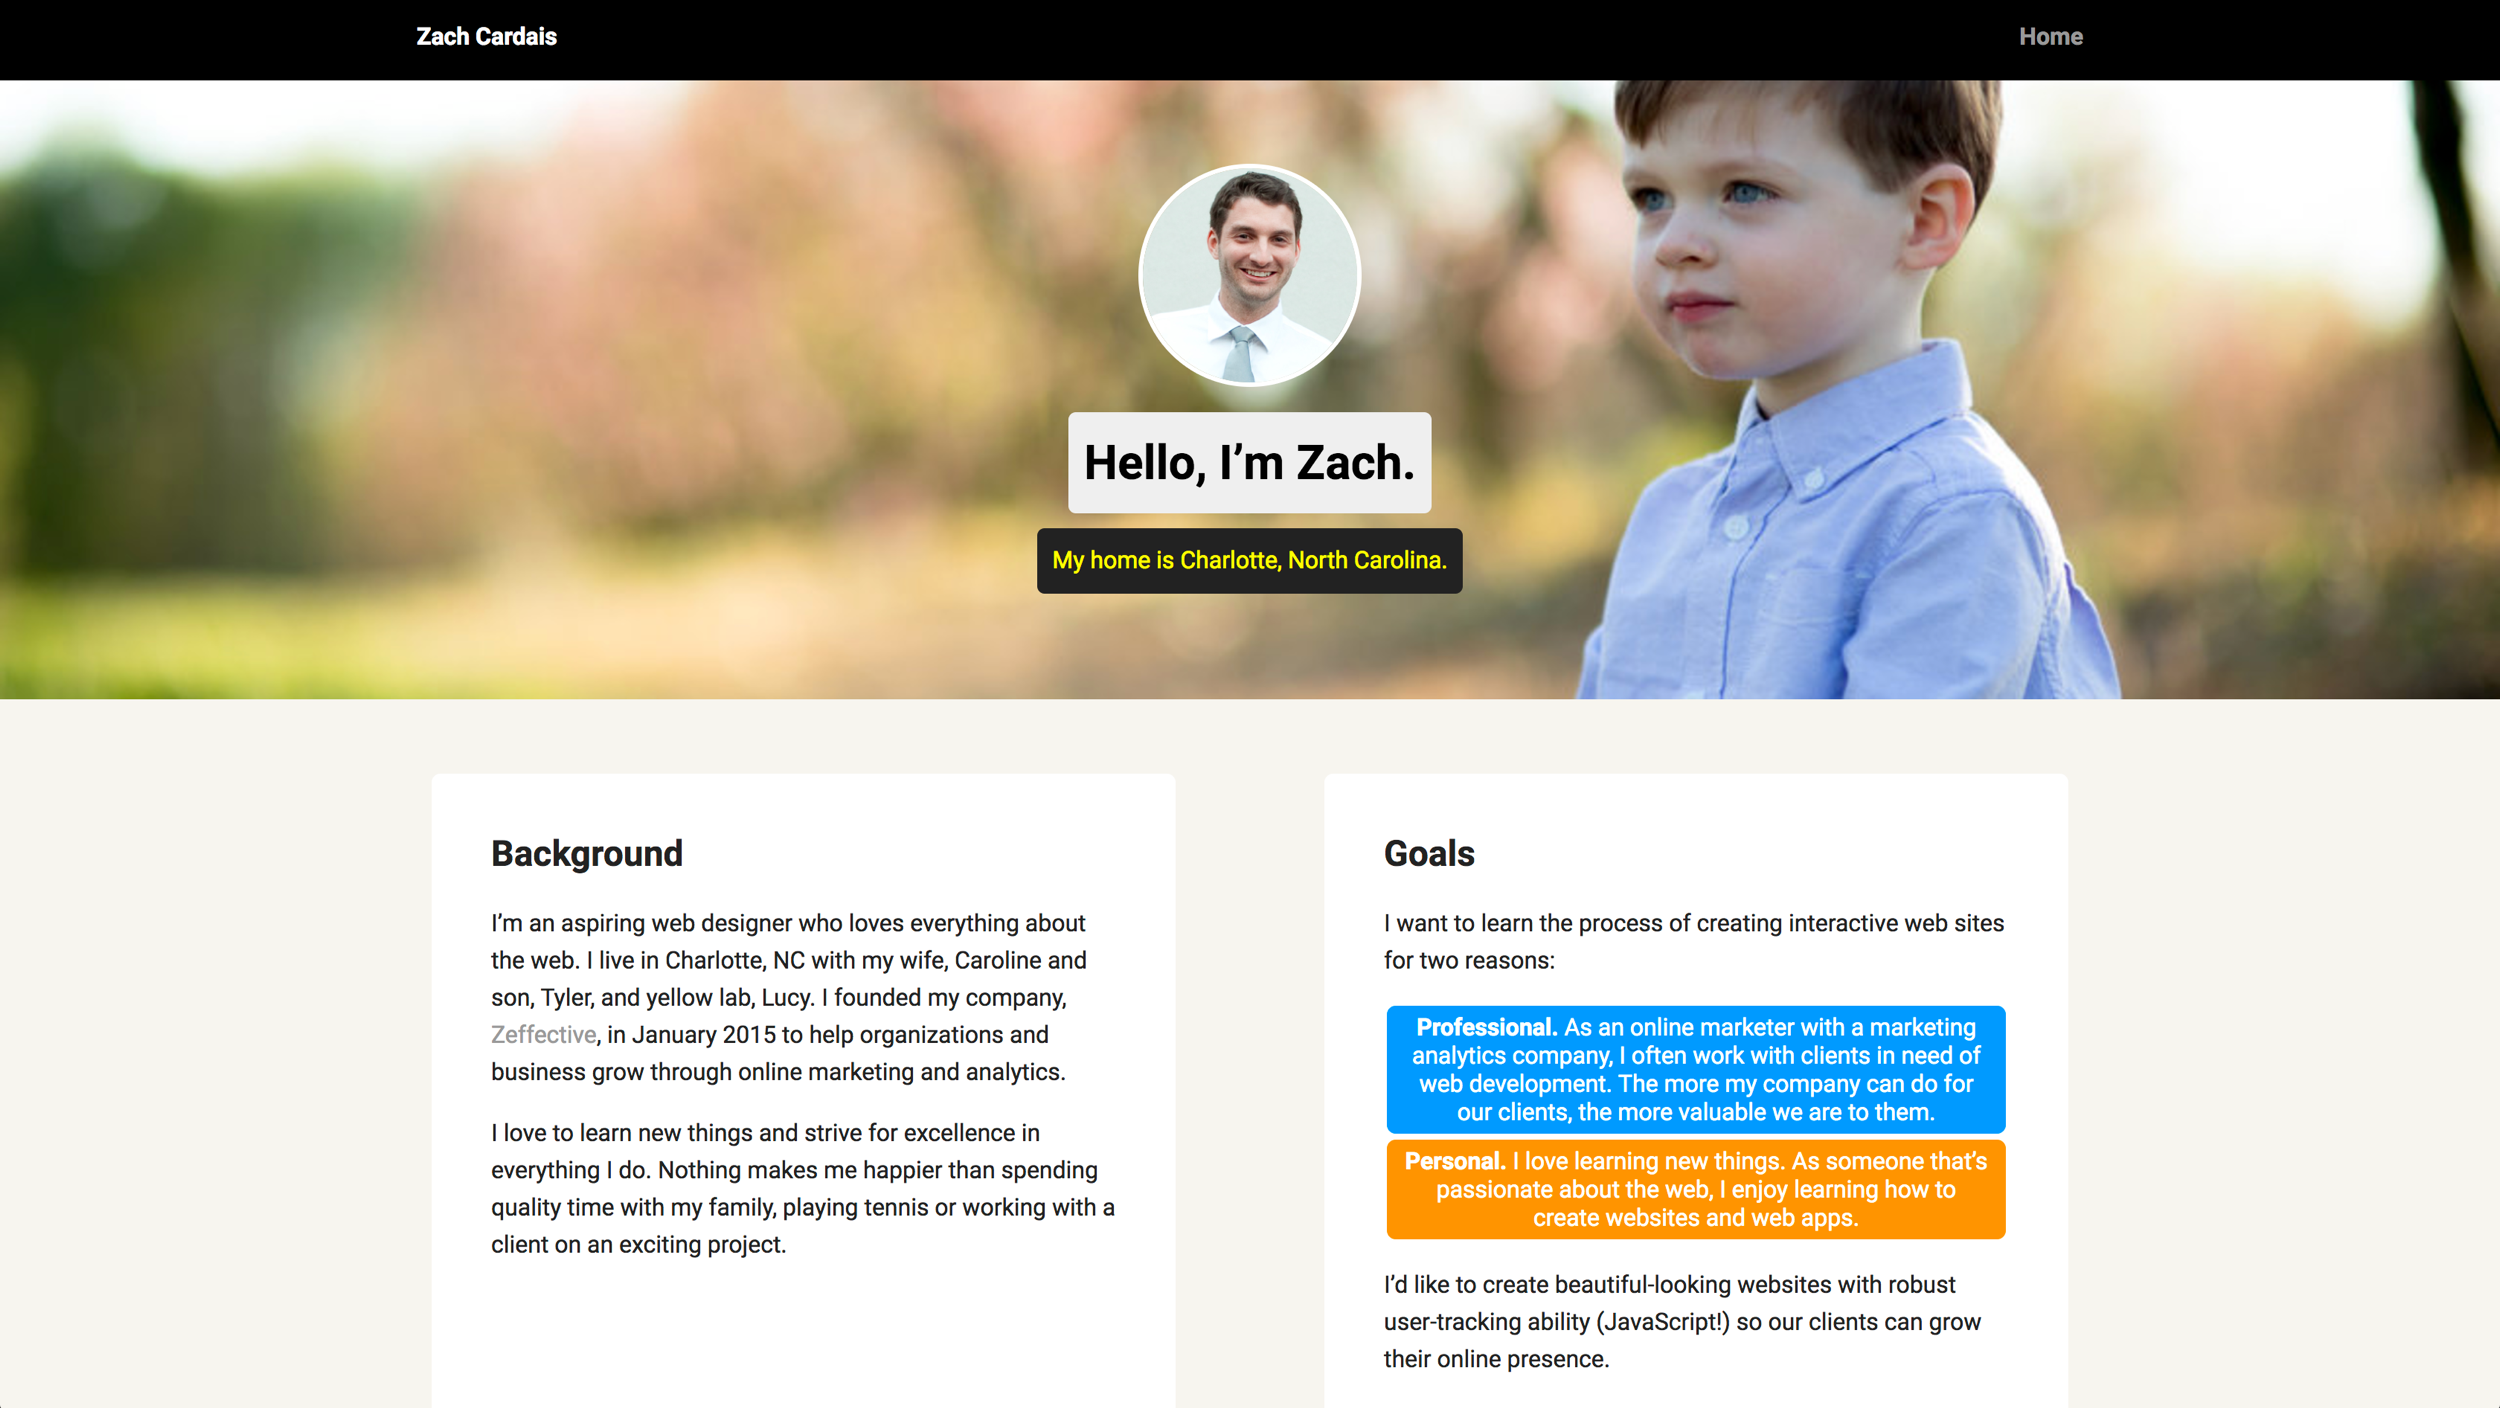 Zach Cardais
Home
Hello, I’m Zach.
My home is Charlotte, North Carolina.
Background
I’m an aspiring web designer who loves everything about
the web. I live in Charlotte, NC with my wife, Caroline and
son, Tyler, and yellow lab, Lucy. I founded my company,
Zeffective, in January 2015 to help organizations and
business grow through online marketing and analytics.
I love to learn new things and strive for excellence in
everything I do. Nothing makes me happier than spending
quality time with my family, playing tennis or working with a
client on an exciting project.
Goals
I want to learn the process of creating interactive web sites
for two reasons:
Professional. As an online marketer with a marketing
analytics company, I often work with clients in need of
web development. The more my company can do for
our clients, the more valuable we are to them.
Personal. I love learning new things. As someone that’s
passionate about the web, I enjoy learning how to
create websites and web apps.
I’d like to create beautiful-looking websites with robust
user-tracking ability (JavaScript!) so our clients can grow
their online presence.